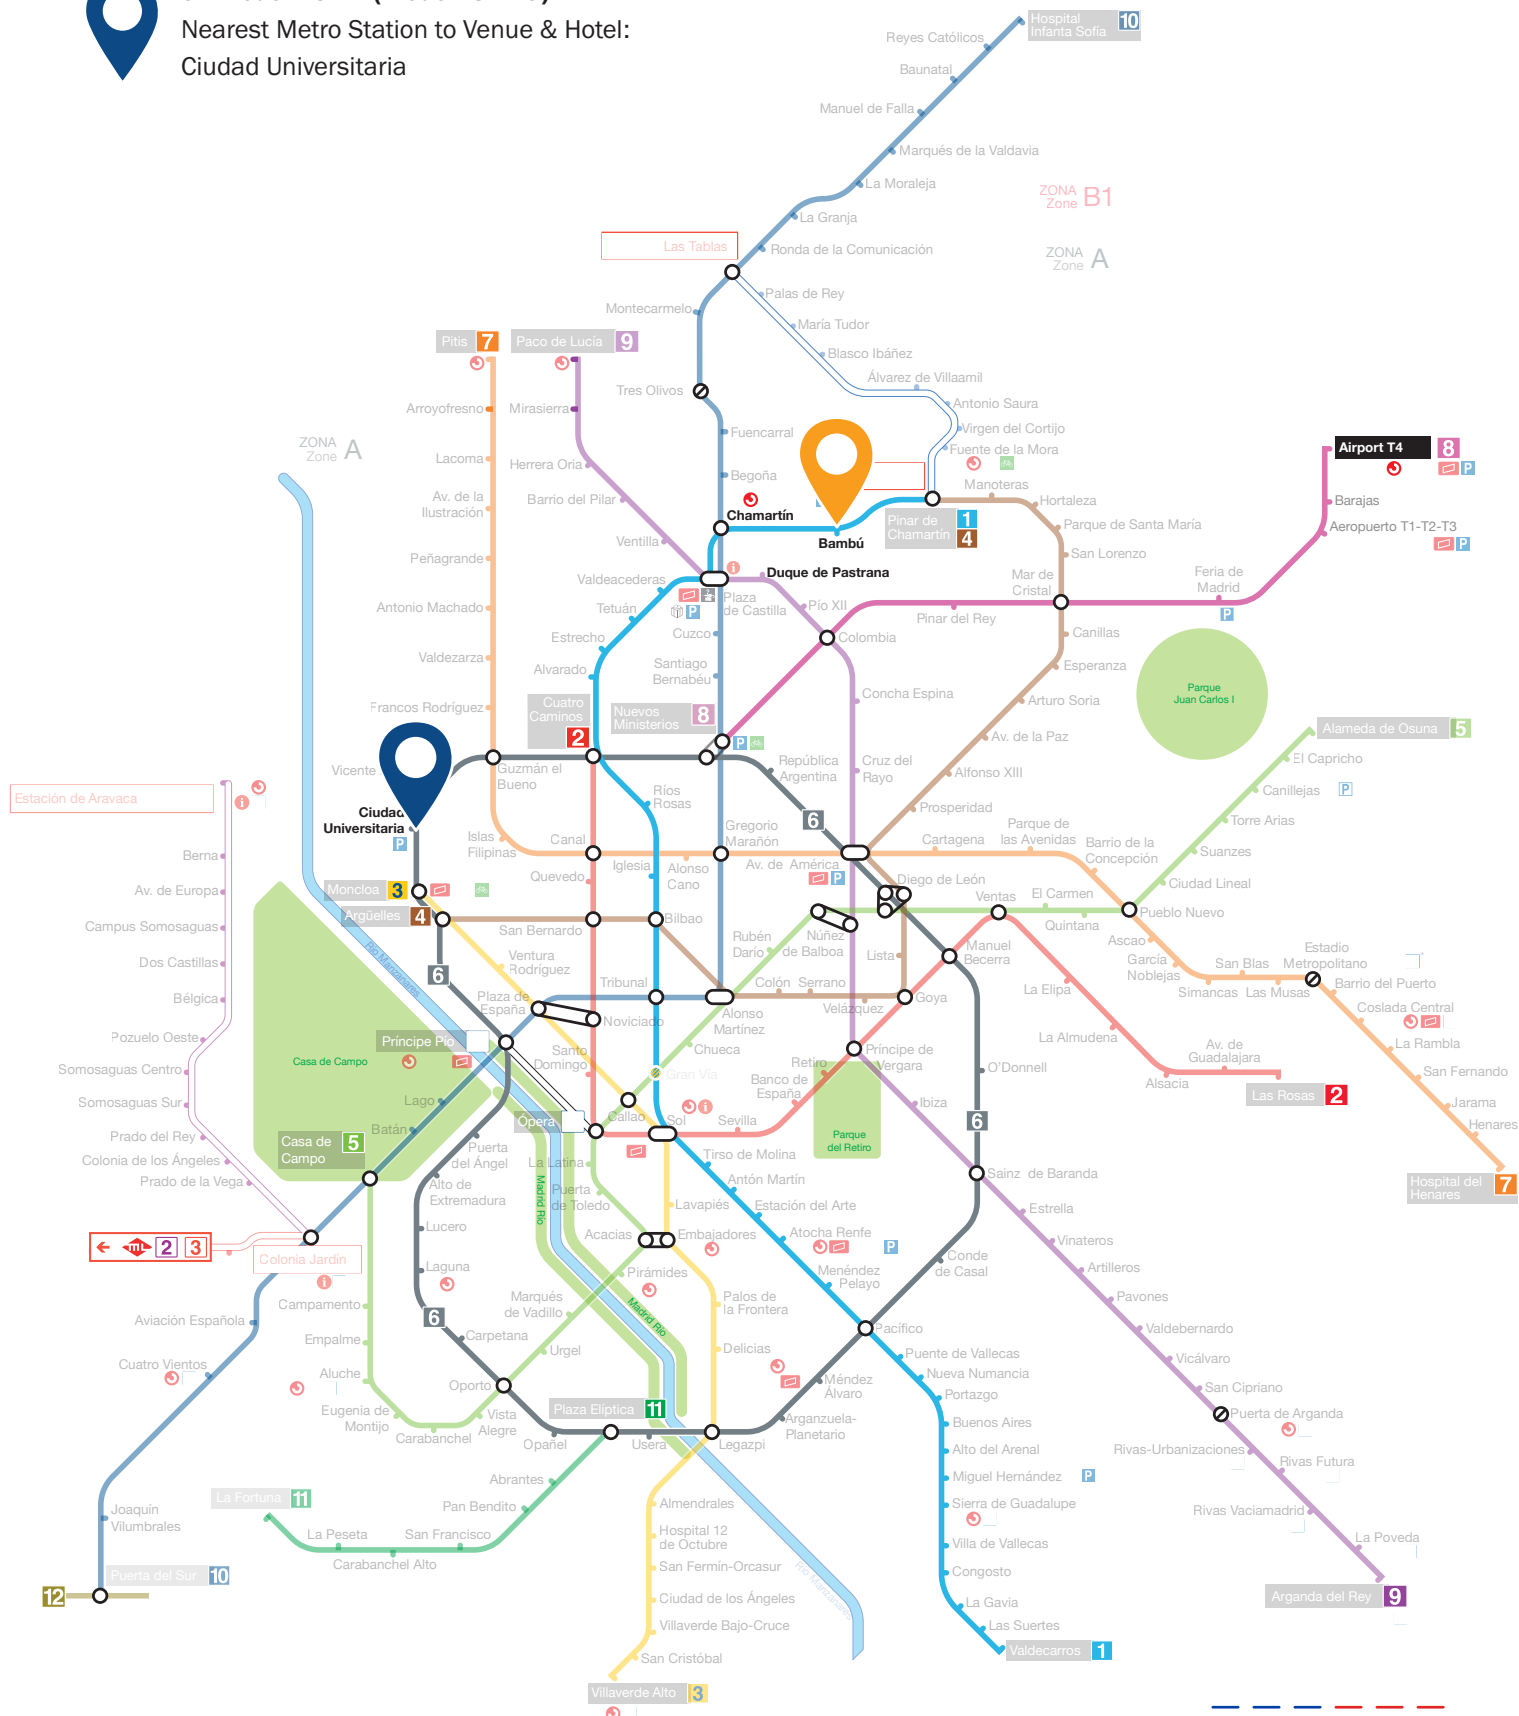 Nearest Metro Station to Venue & Hotel:
Ciudad Universitaria
Hospital
Infanta Sofía
10
Reyes Católicos
Baunatal
Manuel de Falla
Marqués de la Valdavia
La Moraleja
La Granja
Ronda de la Comunicación
ZONA
Zone B1
ZONA
Zone A
Las Tablas
Palas de Rey
Montecarmelo
María Tudor
Blasco Ibáñez
Álvarez de Villaamil
Antonio Saura
Virgen del Cortijo
Fuente de la Mora
Pitis 7
Paco de Lucía 9
Tres Olivos
Arroyofresno
Mirasierra
Fuencarral
ZONA
Zone A
Lacoma
Herrera Oria
Begoña
Airport T4 8
P
Av. de la
Ilustración
Barrio del Pilar
Manoteras
Hortaleza
Barajas
Chamartín
Bambú
Pinar de
Chamartín
1
4
Parque de Santa María
Aeropuerto T1-T2-T3
P
Ventilla
Peñagrande
San Lorenzo
Valdeacederas
Duque de Pastrana
Mar de
Cristal
Feria de
Madrid
P
Plaza
de Castilla
P
Antonio Machado
Tetuán
Pío XII
Pinar del Rey
Estrecho
Cuzco
Colombia
Canillas
Valdezarza
Alvarado
Santiago
Bernabéu
Esperanza
Parque
Juan Carlos I
Francos Rodríguez
Cuatro
Caminos
2
Nuevos
Ministerios
8
P
Concha Espina
Arturo Soria
Alameda de Osuna 5
Av. de la Paz
El Capricho
Vicente
Guzmán el
Bueno
República
Argentina
Cruz del
Rayo
Alfonso XIII
Canillejas
P
Estación de Aravaca
Ríos
Rosas
Prosperidad
Torre Arias
Ciudad
Universitaria
P
6
Islas
Filipinas
Canal
Iglesia
Gregorio
Marañón
Alonso
Cano
Av. de América
P
Cartagena
Parque de
las Avenidas
Barrio de la
Concepción
Suanzes
Berna
Quevedo
Diego de León
Ciudad Lineal
Av. de Europa
Moncloa 3
Argüelles 4
Ventas
El Carmen
Quintana
Pueblo Nuevo
Campus Somosaguas
San Bernardo
Bilbao
Rubén
Darío
Núñez
de Balboa
Lista
Manuel
Becerra
Ascao
García
Noblejas
Estadio
Metropolitano
Dos Castillas
Río Manzanares
Ventura
Rodríguez
6
San Blas
Simancas
Las Musas
Barrio del Puerto
Bélgica
Plaza de
España
Tribunal
Colón
Serrano
Velázquez
Goya
La Elipa
Coslada Central
Noviciado
Alonso
Martínez
La Almudena
Pozuelo Oeste
Príncipe Pío
Santo
Domingo
Chueca
Retiro
Príncipe de
Vergara
Av. de
Guadalajara
La Rambla
Casa de Campo
Somosaguas Centro
Gran Vía
Banco de
España
O'Donnell
Alsacia
San Fernando
Somosaguas Sur
Lago
Ibiza
Las Rosas 2
Jarama
Prado del Rey
Batán
Ópera
Callao
Sol
Sevilla
6
Henares
Casa de
Campo
5
Parque
del Retiro
Colonia de los Ángeles
Puerta
del Ángel
La Latina
Tirso de Molina
Prado de la Vega
Alto de
Extremadura
Puerta
de Toledo
Antón Martín
Sainz de Baranda
Hospital del
Henares
7
Madrid Río
Lavapiés
Estación del Arte
Estrella
Lucero
Acacias
Embajadores
Atocha Renfe
P
Vinateros
2
3
Colonia Jardín
Laguna
Pirámides
Menéndez
Pelayo
Conde
de Casal
Artilleros
Campamento
Marqués
de Vadillo
Madrid Río
Palos de
la Frontera
Pavones
Aviación Española
6
Carpetana
Pacífico
Valdebernardo
Empalme
Urgel
Delicias
Puente de Vallecas
Vicálvaro
Cuatro Vientos
Aluche
Oporto
Méndez
Álvaro
Nueva Numancia
San Cipriano
Portazgo
Eugenia de
Montijo
Carabanchel
Vista
Alegre
Plaza Elíptica 11
Arganzuela-
Planetario
Buenos Aires
Puerta de Arganda
Opañel
Usera
Legazpi
Alto del Arenal
Rivas-Urbanizaciones
Rivas Futura
Abrantes
Miguel Hernández
P
La Fortuna 11
Pan Bendito
Almendrales
Sierra de Guadalupe
Rivas Vaciamadrid
Joaquín
Vilumbrales
La Peseta
San Francisco
Carabanchel Alto
Hospital 12
de Octubre
Villa de Vallecas
La Poveda
Puerta del Sur 10
San Fermín-Orcasur
Río Manzanares
Congosto
12
Ciudad de los Ángeles
La Gavia
Arganda del Rey 9
Villaverde Bajo-Cruce
Las Suertes
San Cristóbal
Valdecarros 1
Villaverde Alto 3